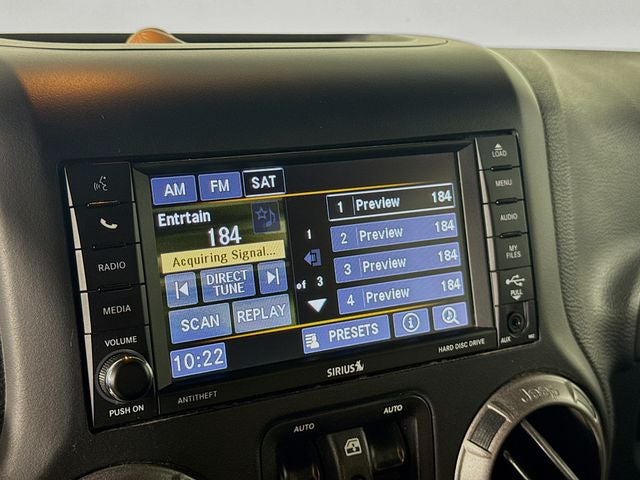 LOAD
MENU
AUDIO
MY
FILES
PULL
AUX
RADIO
MEDIA
VOLUME
PUSH ON
AM FM SAT
Entrtain
184
Acquiring Signal...
DIRECT
TUNE
SCAN REPLAY
10:22
1
of 3
1 Preview 184
2 Preview 184
3 Preview 184
4 Preview 184
PRESETS
ANTITHEFT
SIRIUS
HARD DISC DRIVE
AUTO
AUTO
Jeep